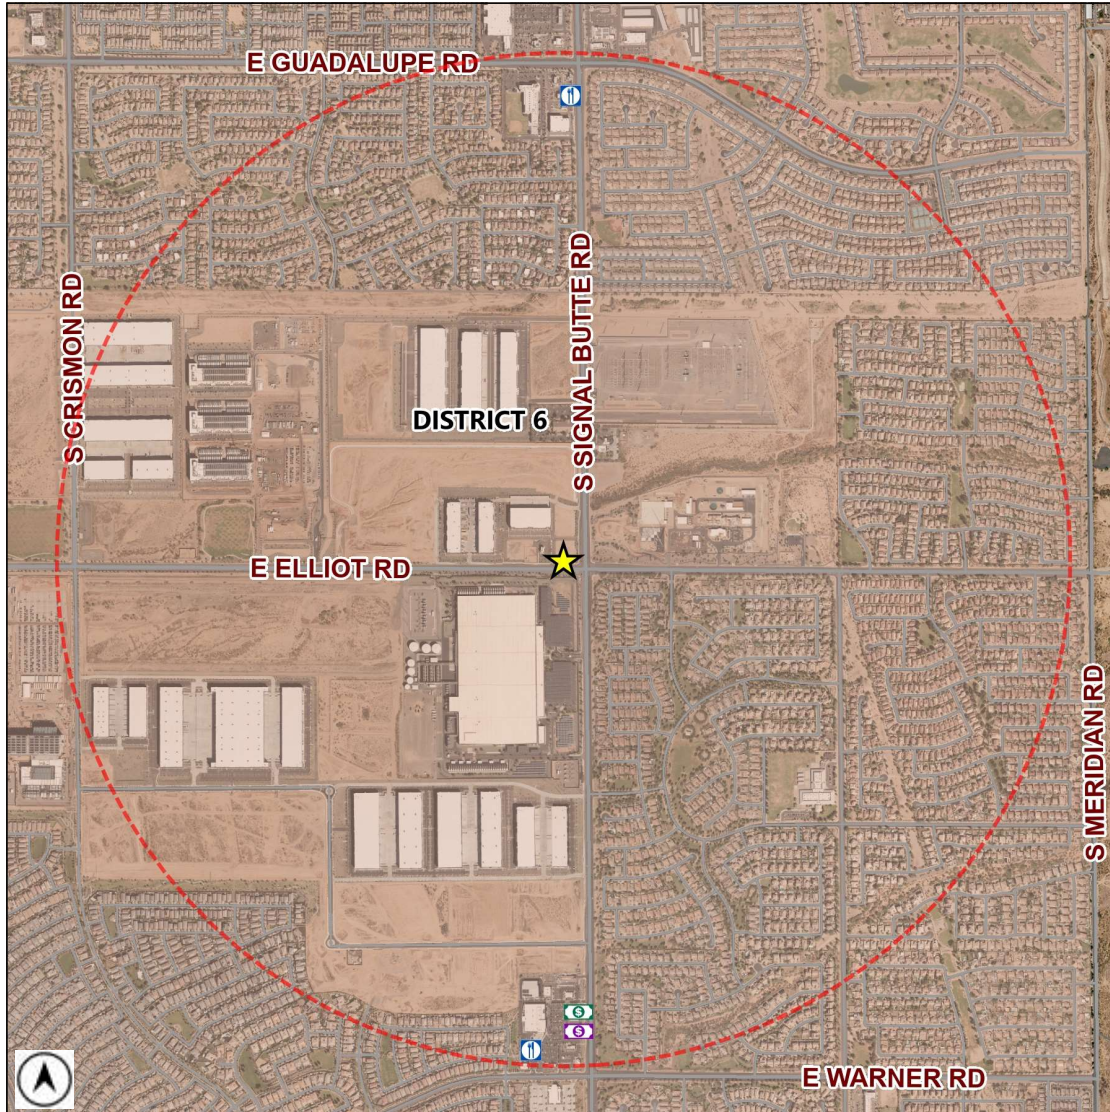 E GUADALUPE RD
S SIGNAL BUTTE RD
S CRISMON RD
DISTRICT 6
E ELLIOT RD
S MERIDIAN RD
$
$
E WARNER RD